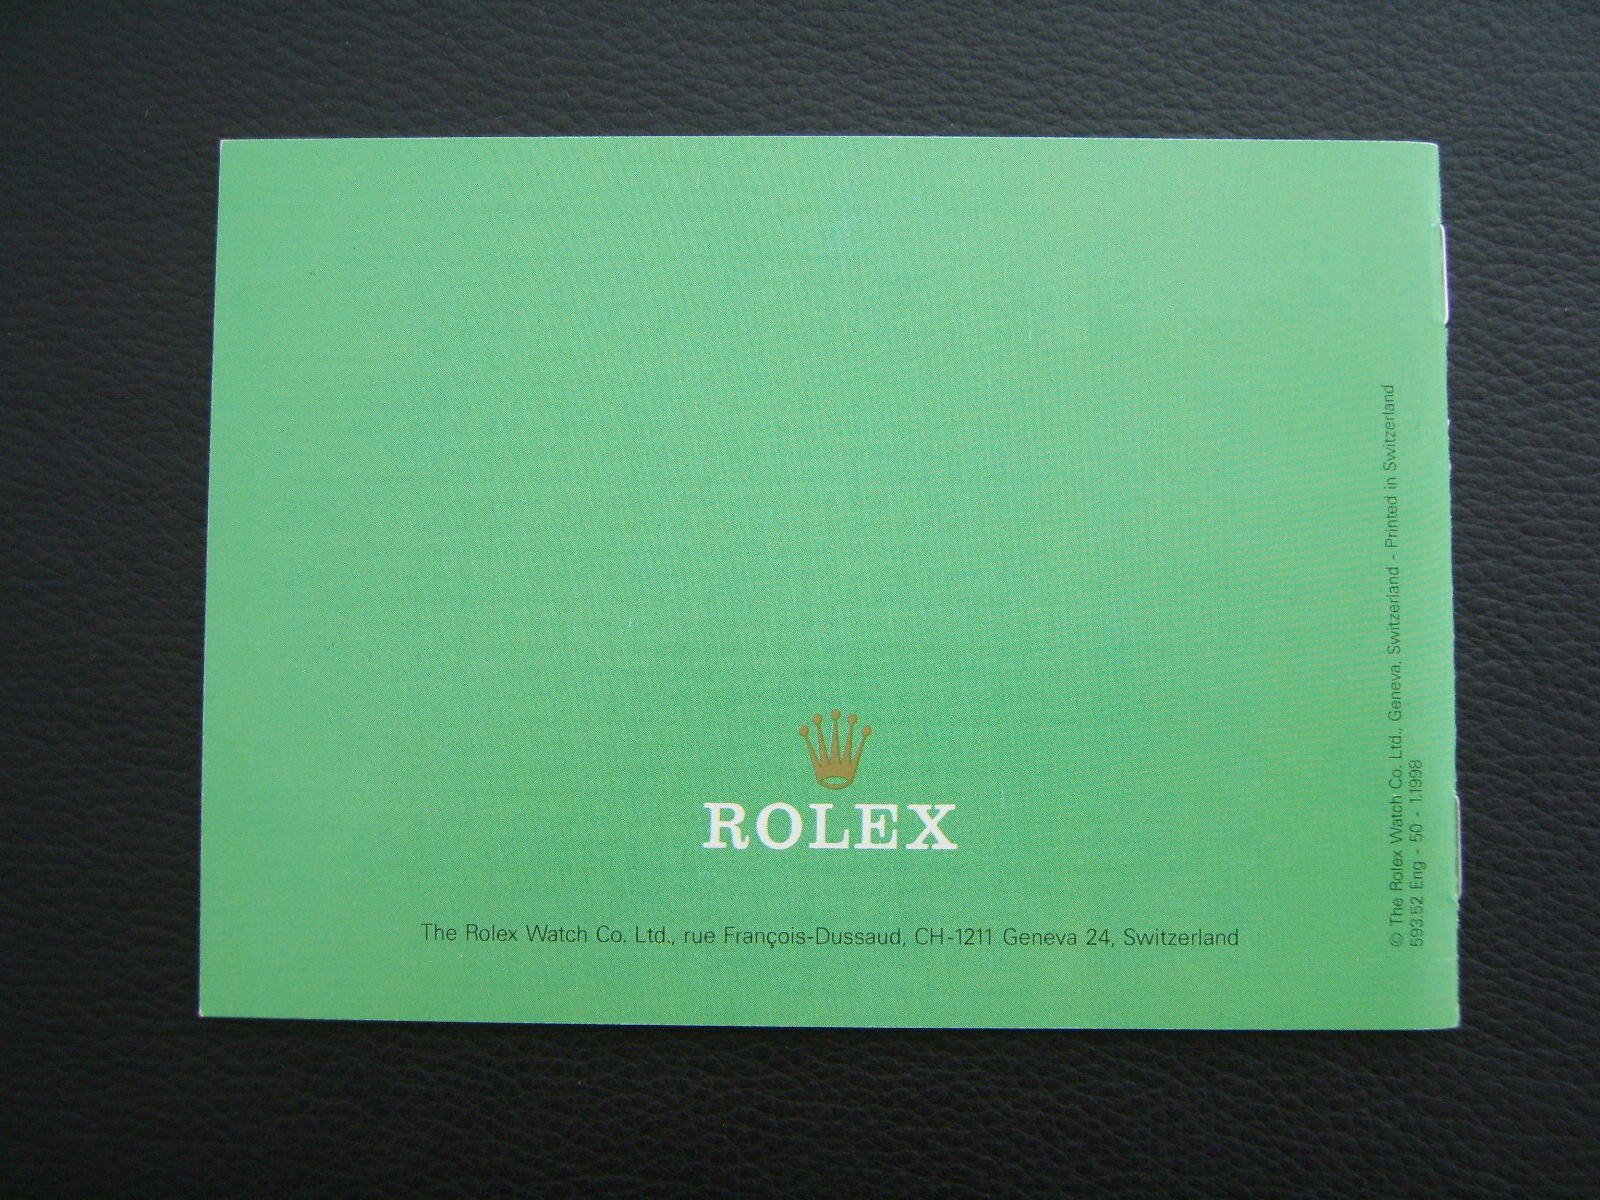 ROLEX
The Rolex Watch Co. Ltd., rue François-Dussaud, CH-1211 Geneva 24, Switzerland
© The Rolex Watch Co. Ltd., Geneva, Switzerland - Printed in Switzerland
593.52 Eng - 50 - 1.1998